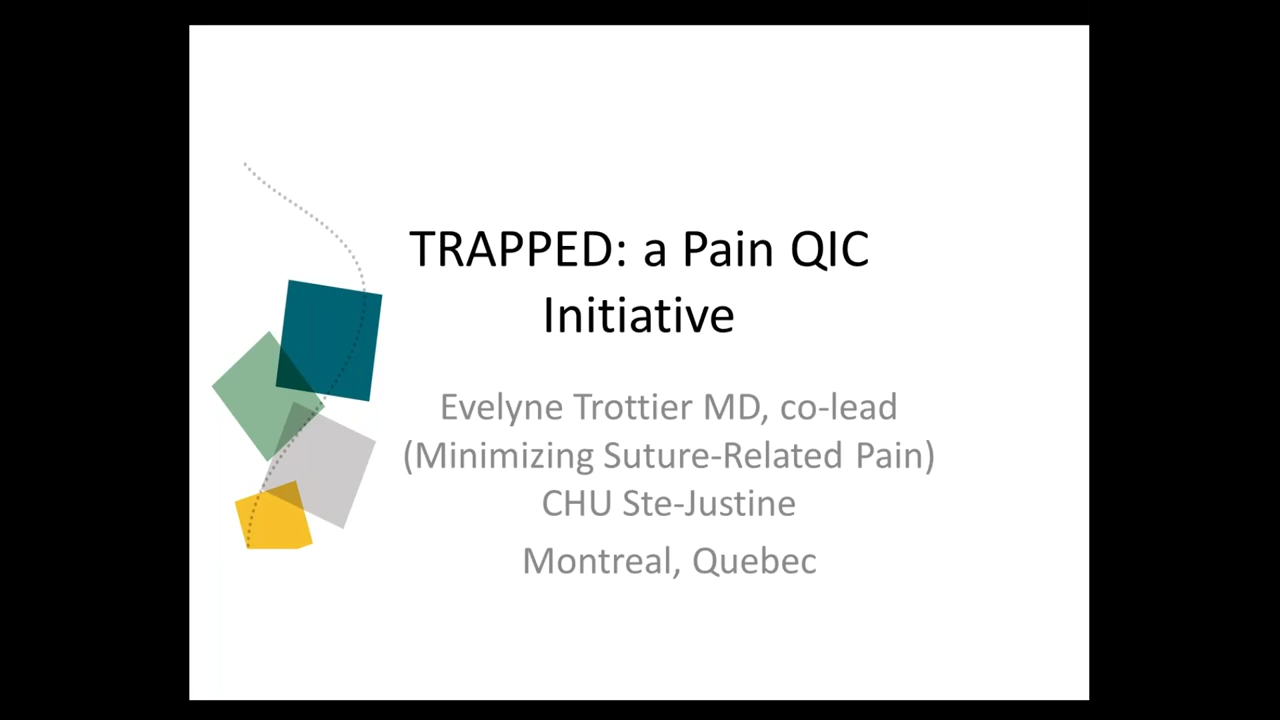 TRAPPED: a Pain QIC
Initiative
Evelyne Trottier MD, co-lead
(Minimizing Suture-Related Pain)
CHU Ste-Justine
Montreal, Quebec